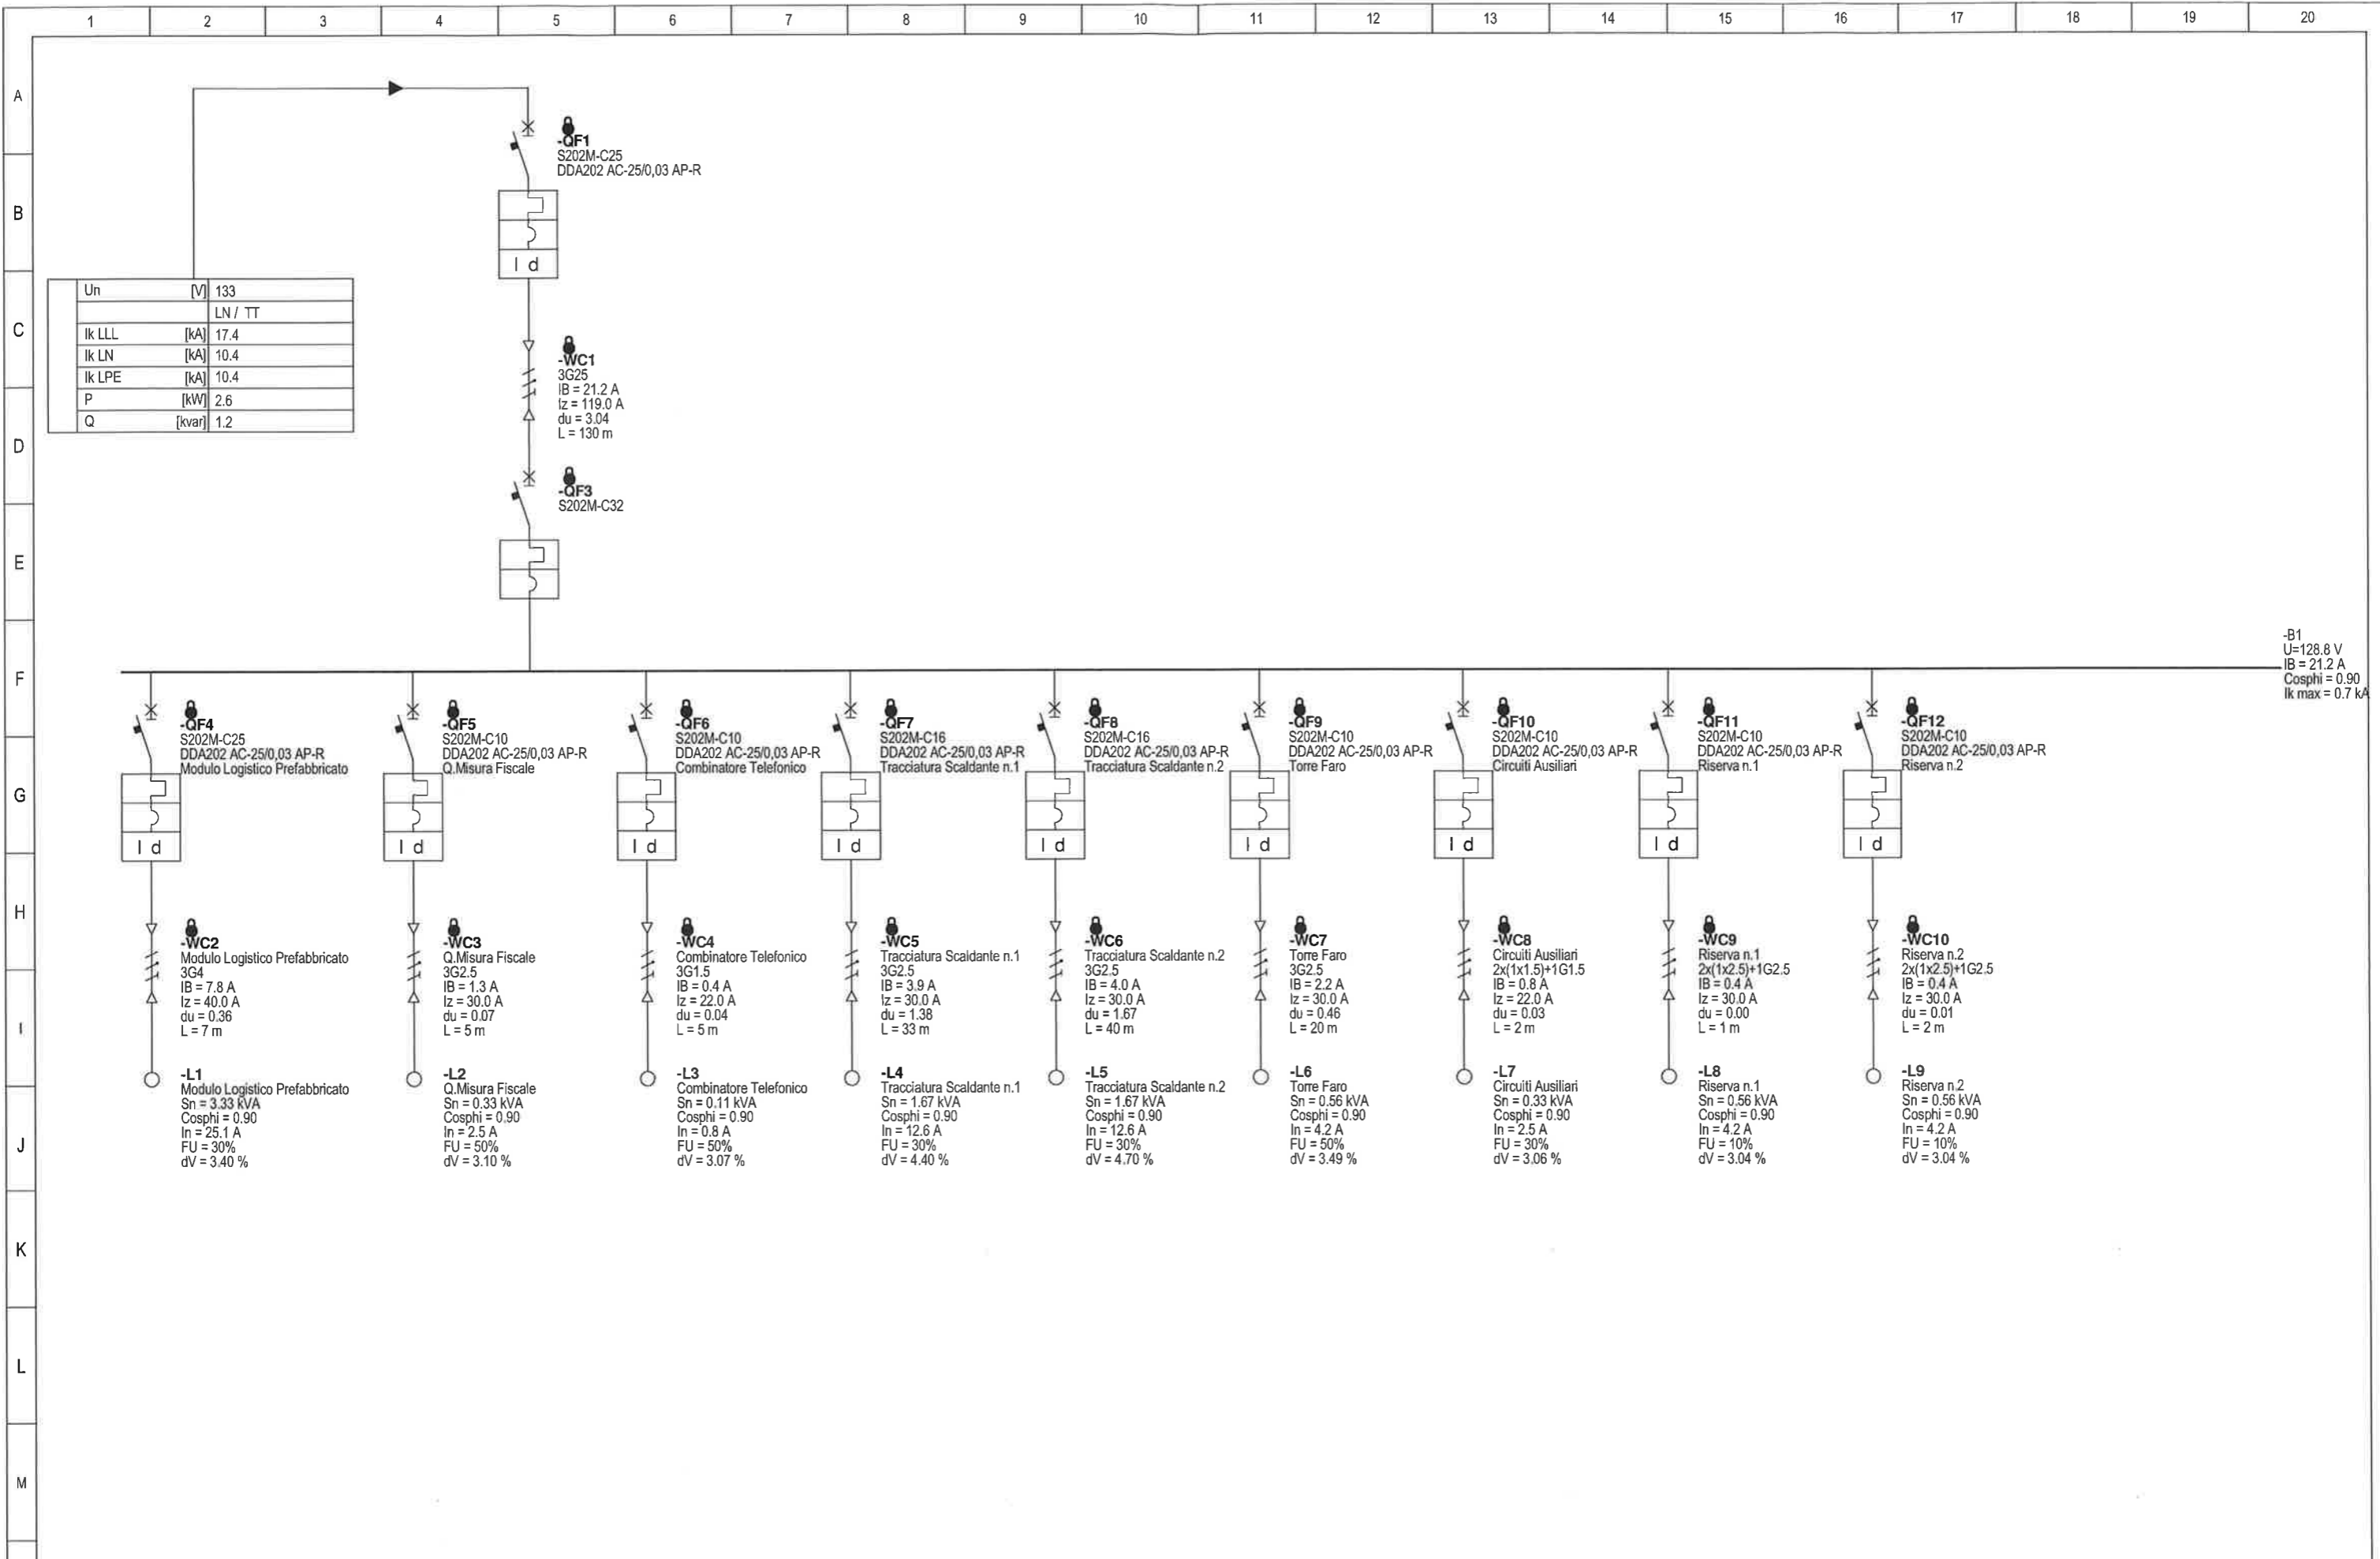 1 2 3 4 5 6 7 8 9 10 11 12 13 14 15 16 17 18 19 20
A
B
C
D
E
F
G
H
I
J
K
L
M
-QF1
S202M-C25
DDA202 AC-25/0,03 AP-R
I d
Un [V] 133
LN / TT
Ik LLL [kA] 17.4
Ik LN [kA] 10.4
Ik LPE [kA] 10.4
P [kW] 2.6
Q [kvar] 1.2
-WC1
3G25
IB = 21.2 A
Iz = 119.0 A
du = 3.04
L = 130 m
-QF3
S202M-C32
-B1
U=128.8 V
IB = 21.2 A
Cosphi = 0.90
Ik max = 0.7 kA
-QF4
S202M-C25
DDA202 AC-25/0,03 AP-R
Modulo Logistico Prefabbricato
I d
-WC2
Modulo Logistico Prefabbricato
3G4
IB = 7.8 A
Iz = 40.0 A
du = 0.36
L = 7 m
-L1
Modulo Logistico Prefabbricato
Sn = 3.33 kVA
Cosphi = 0.90
In = 25.1 A
FU = 30%
dV = 3.40 %
-QF5
S202M-C10
DDA202 AC-25/0,03 AP-R
Q.Misura Fiscale
I d
-WC3
Q.Misura Fiscale
3G2.5
IB = 1.3 A
Iz = 30.0 A
du = 0.07
L = 5 m
-L2
Q.Misura Fiscale
Sn = 0.33 kVA
Cosphi = 0.90
In = 2.5 A
FU = 50%
dV = 3.10 %
-QF6
S202M-C10
DDA202 AC-25/0,03 AP-R
Combinatore Telefonico
I d
-WC4
Combinatore Telefonico
3G1.5
IB = 0.4 A
Iz = 22.0 A
du = 0.04
L = 5 m
-L3
Combinatore Telefonico
Sn = 0.11 kVA
Cosphi = 0.90
In = 0.8 A
FU = 50%
dV = 3.07 %
-QF7
S202M-C16
DDA202 AC-25/0,03 AP-R
Tracciatura Scaldante n.1
I d
-WC5
Tracciatura Scaldante n.1
3G2.5
IB = 3.9 A
Iz = 30.0 A
du = 1.38
L = 33 m
-L4
Tracciatura Scaldante n.1
Sn = 1.67 kVA
Cosphi = 0.90
In = 12.6 A
FU = 30%
dV = 4.40 %
-QF8
S202M-C16
DDA202 AC-25/0,03 AP-R
Tracciatura Scaldante n.2
I d
-WC6
Tracciatura Scaldante n.2
3G2.5
IB = 4.0 A
Iz = 30.0 A
du = 1.67
L = 40 m
-L5
Tracciatura Scaldante n.2
Sn = 1.67 kVA
Cosphi = 0.90
In = 12.6 A
FU = 30%
dV = 4.70 %
-QF9
S202M-C10
DDA202 AC-25/0,03 AP-R
Torre Faro
I d
-WC7
Torre Faro
3G2.5
IB = 2.2 A
Iz = 30.0 A
du = 0.46
L = 20 m
-L6
Torre Faro
Sn = 0.56 kVA
Cosphi = 0.90
In = 4.2 A
FU = 50%
dV = 3.49 %
-QF10
S202M-C10
DDA202 AC-25/0,03 AP-R
Circuiti Ausiliari
I d
-WC8
Circuiti Ausiliari
2x(1x1.5)+1G1.5
IB = 0.8 A
Iz = 22.0 A
du = 0.03
L = 2 m
-L7
Circuiti Ausiliari
Sn = 0.33 kVA
Cosphi = 0.90
In = 2.5 A
FU = 30%
dV = 3.06 %
-QF11
S202M-C10
DDA202 AC-25/0,03 AP-R
Riserva n.1
I d
-WC9
Riserva n.1
2x(1x2.5)+1G2.5
IB = 0.4 A
Iz = 30.0 A
du = 0.00
L = 1 m
-L8
Riserva n.1
Sn = 0.56 kVA
Cosphi = 0.90
In = 4.2 A
FU = 10%
dV = 3.04 %
-QF12
S202M-C10
DDA202 AC-25/0,03 AP-R
Riserva n.2
I d
-WC10
Riserva n.2
2x(1x2.5)+1G2.5
IB = 0.4 A
Iz = 30.0 A
du = 0.01
L = 2 m
-L9
Riserva n.2
Sn = 0.56 kVA
Cosphi = 0.90
In = 4.2 A
FU = 10%
dV = 3.04 %